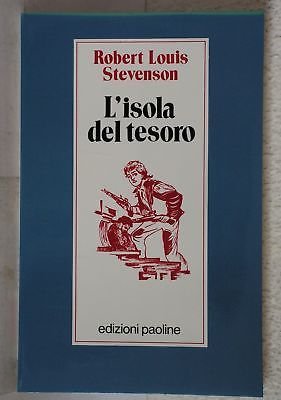 Robert Louis
Stevenson
L'isola
del tesoro
edizioni paoline